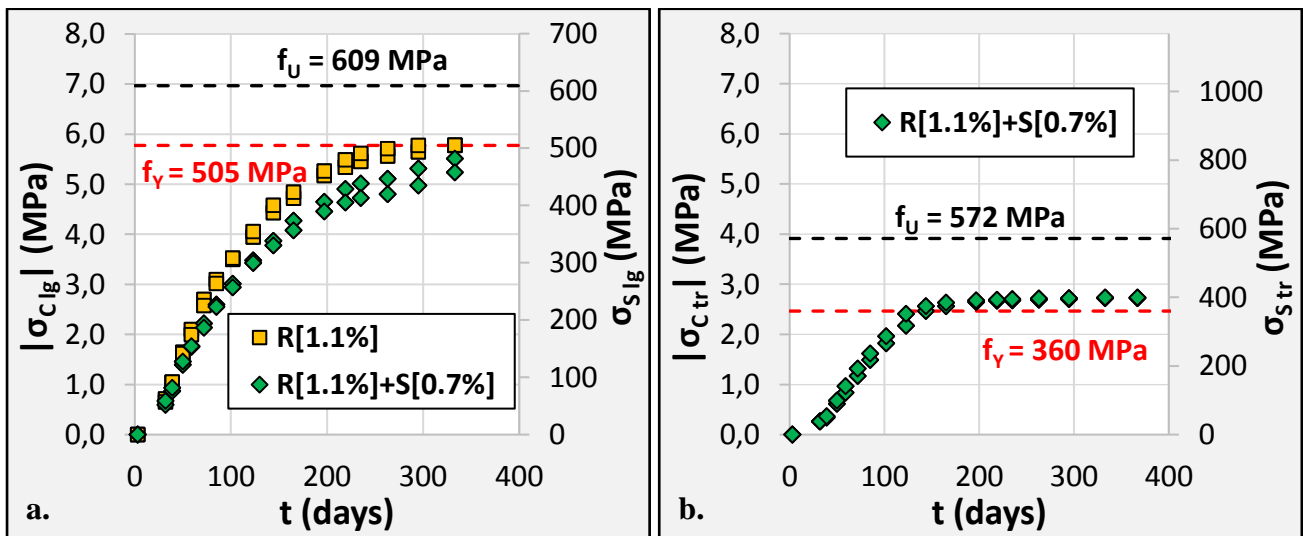 8,0
7,0
6,0
5,0
4,0
3,0
2,0
1,0
0,0
|σC lg| (MPa)
700
600
500
400
300
200
100
0
σS lg (MPa)
fU = 609 MPa
fY = 505 MPa
R[1.1%]
R[1.1%]+S[0.7%]
0 100 200 300 400
t (days)
a.
8,0
7,0
6,0
5,0
4,0
3,0
2,0
1,0
0,0
|σC tr| (MPa)
1000
800
600
400
200
0
σS tr (MPa)
R[1.1%]+S[0.7%]
fU = 572 MPa
fY = 360 MPa
0 100 200 300 400
t (days)
b.